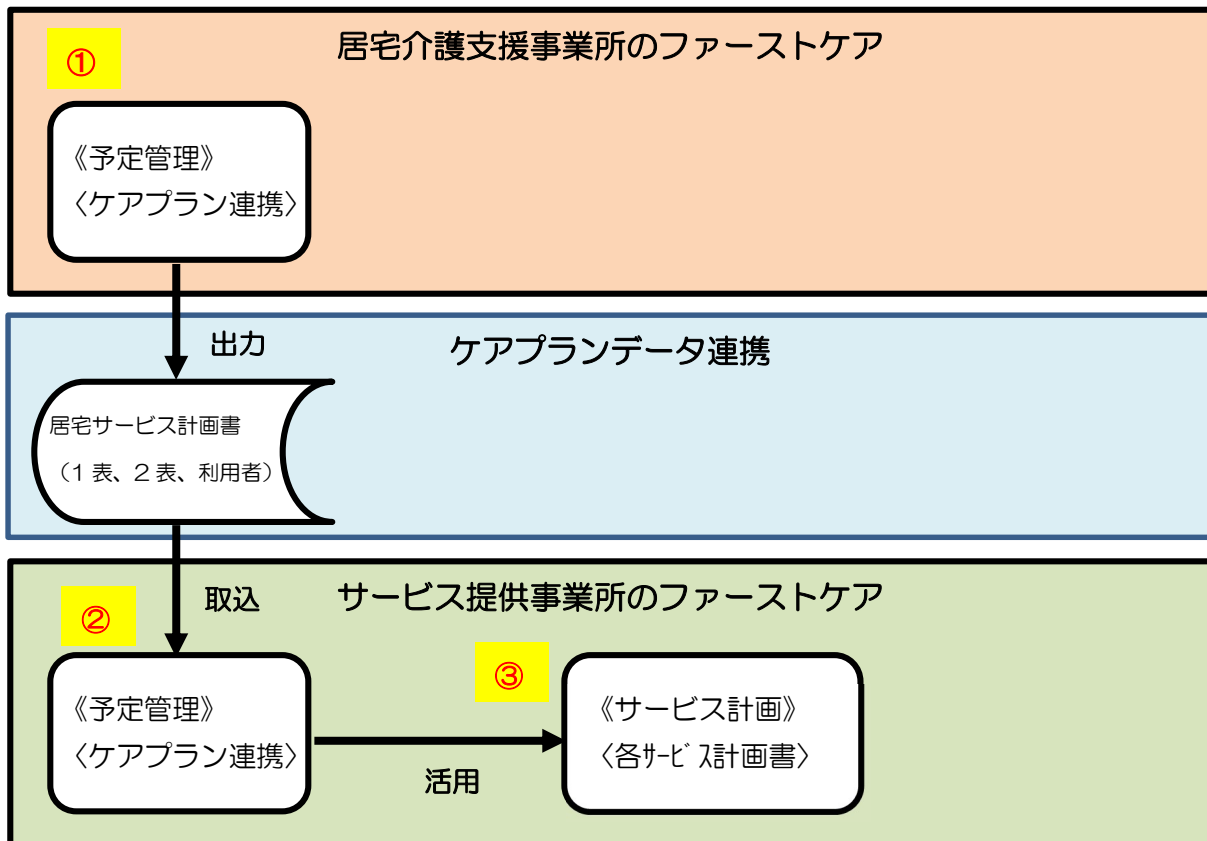 居宅介護支援事業所のファーストケア
①
《予定管理》
〈ケアプラン連携〉
出力
ケアプランデータ連携
居宅サービス計画書
（1 表、2 表、利用者）
取込
サービス提供事業所のファーストケア
②
《予定管理》
〈ケアプラン連携〉
③
《サービス計画》
〈各ｻｰﾋﾞｽ計画書〉
活用